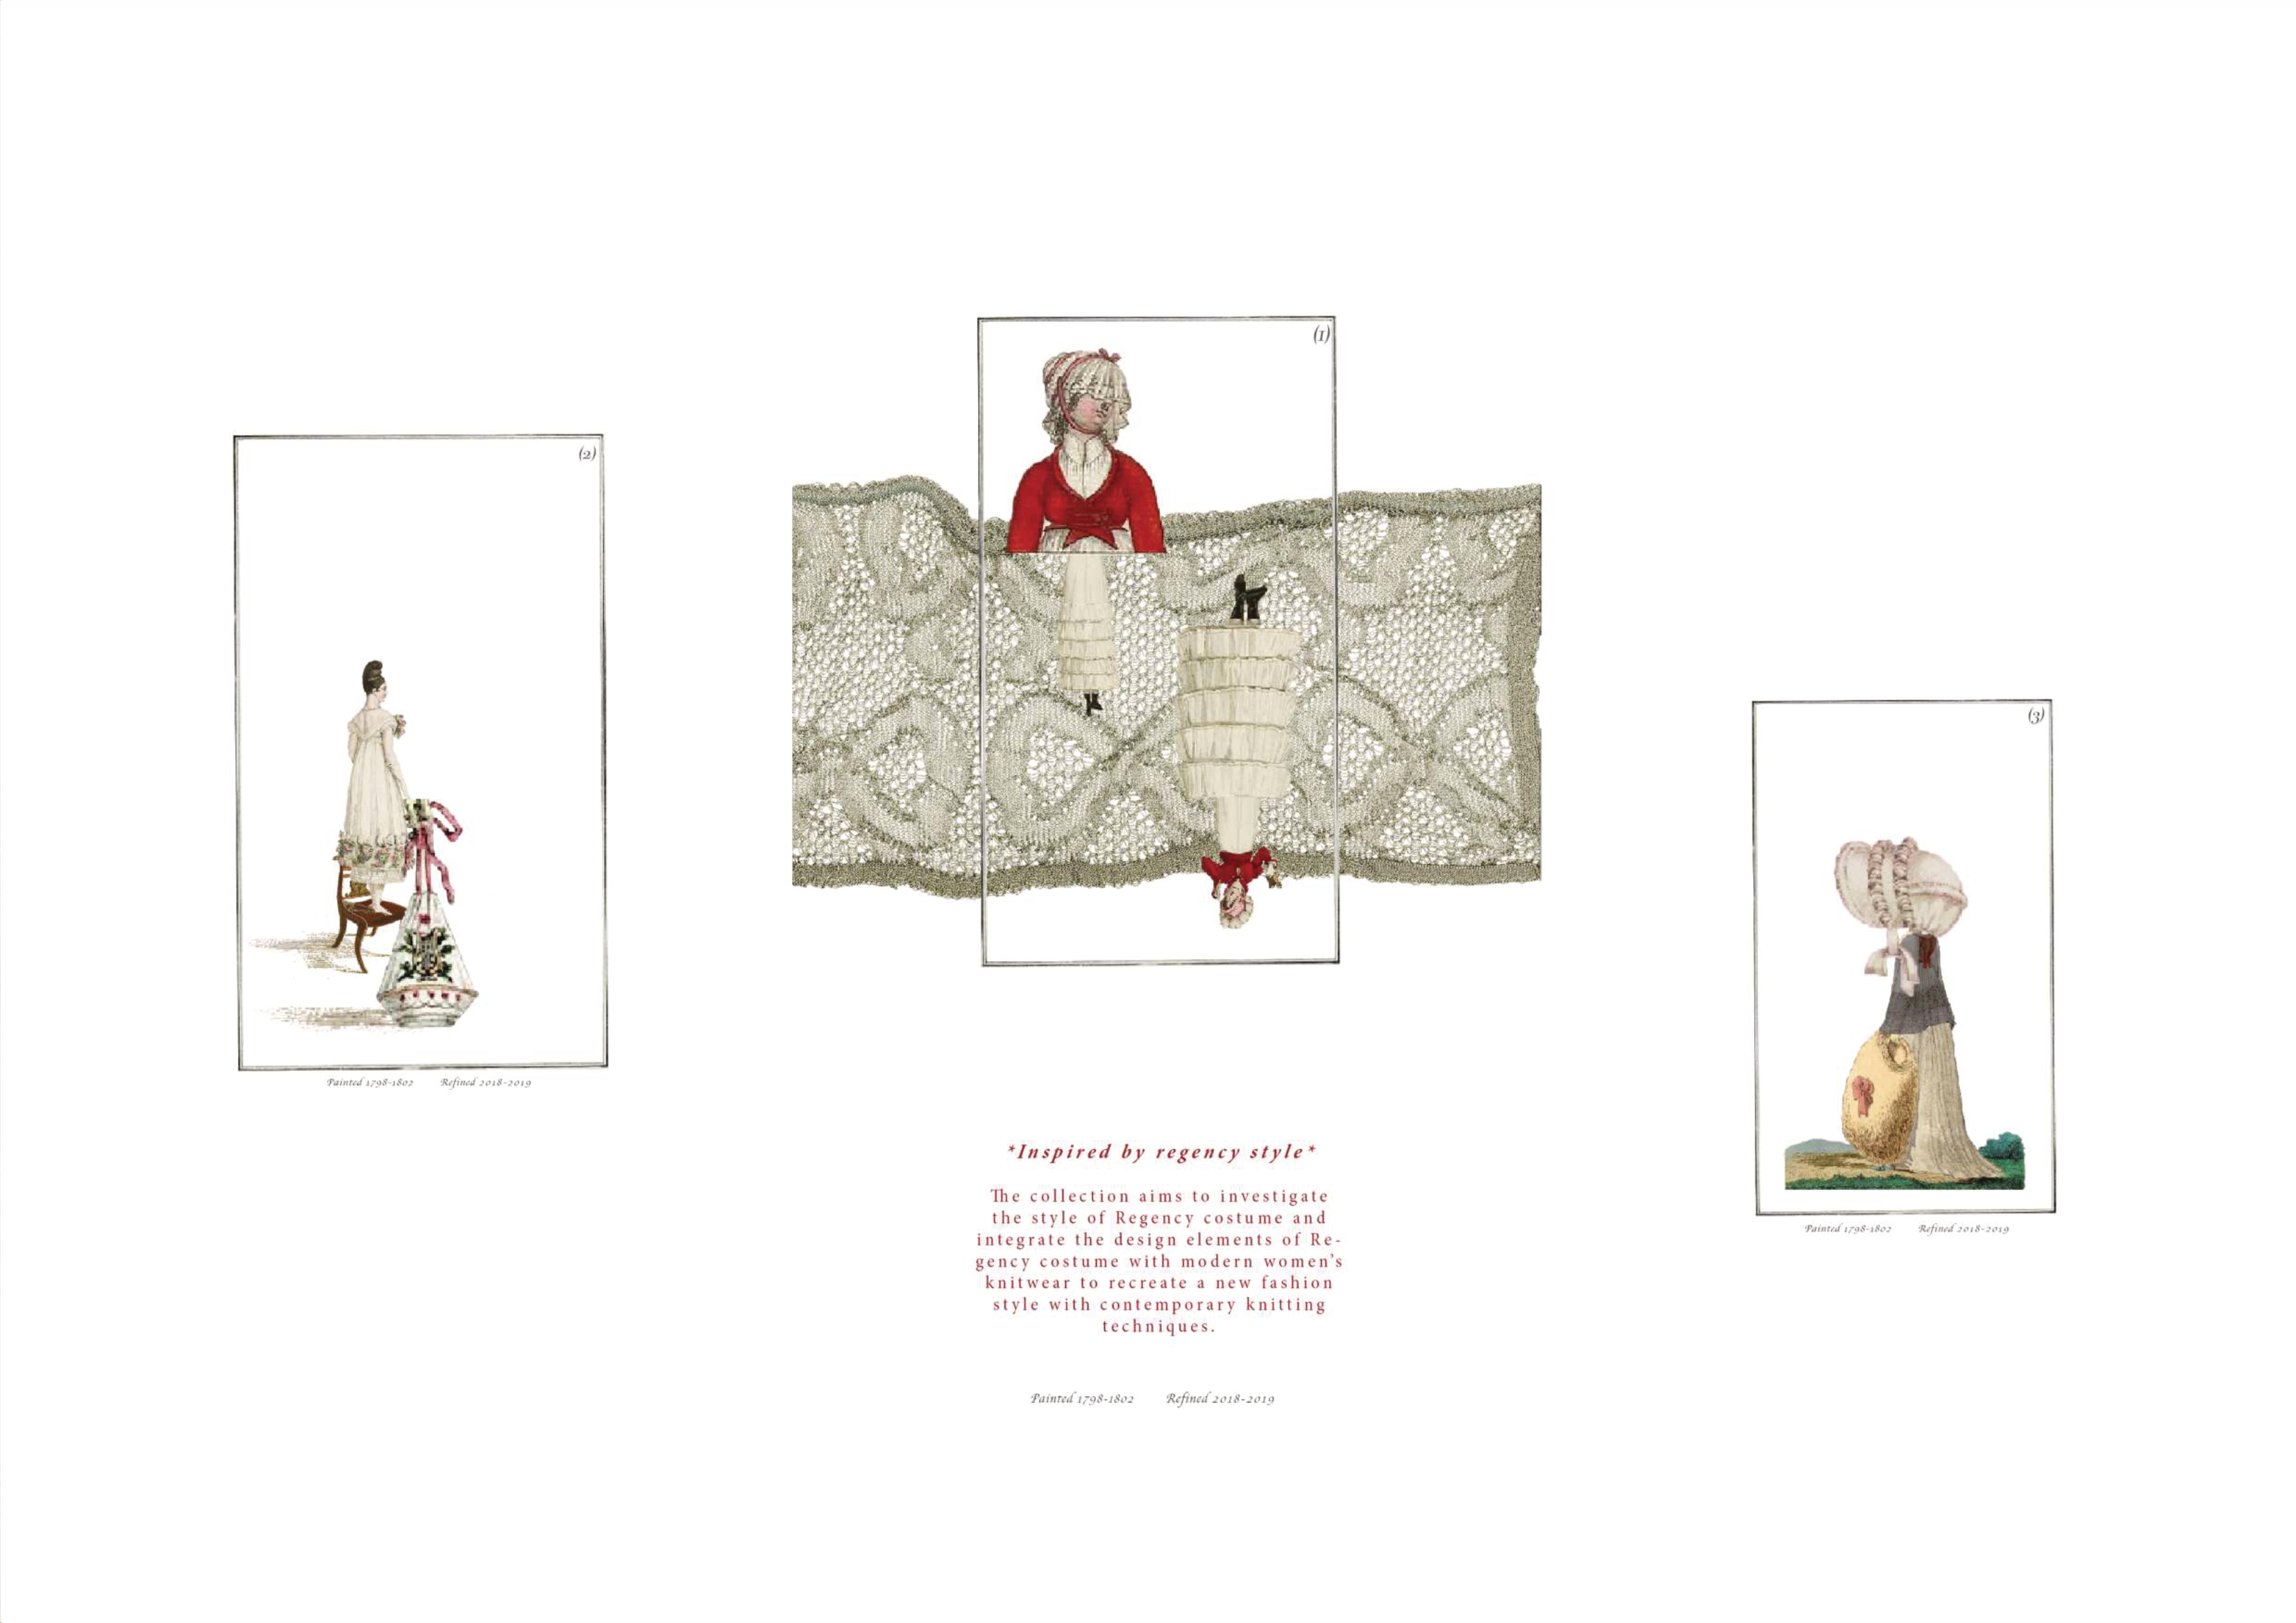 (1)
(2)
Painted 1798-1802 Refined 2018-2019
(3)
Painted 1798-1802 Refined 2018-2019
*Inspired by regency style*
The collection aims to investigate
the style of Regency costume and
integrate the design elements of Re-
gency costume with modern women's
knitwear to recreate a new fashion
style with contemporary knitting
techniques.
Painted 1798-1802 Refined 2018-2019